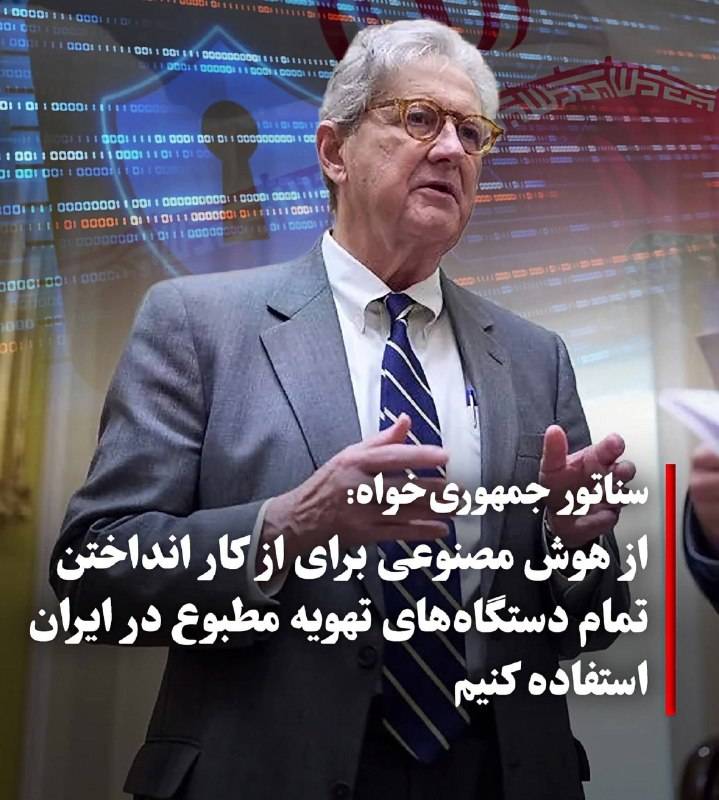 سناتور جمهوری‌خواه:
از هوش مصنوعی برای از کار انداختن
تمام دستگاه‌های تهویه مطبوع در ایران
استفاده کنیم